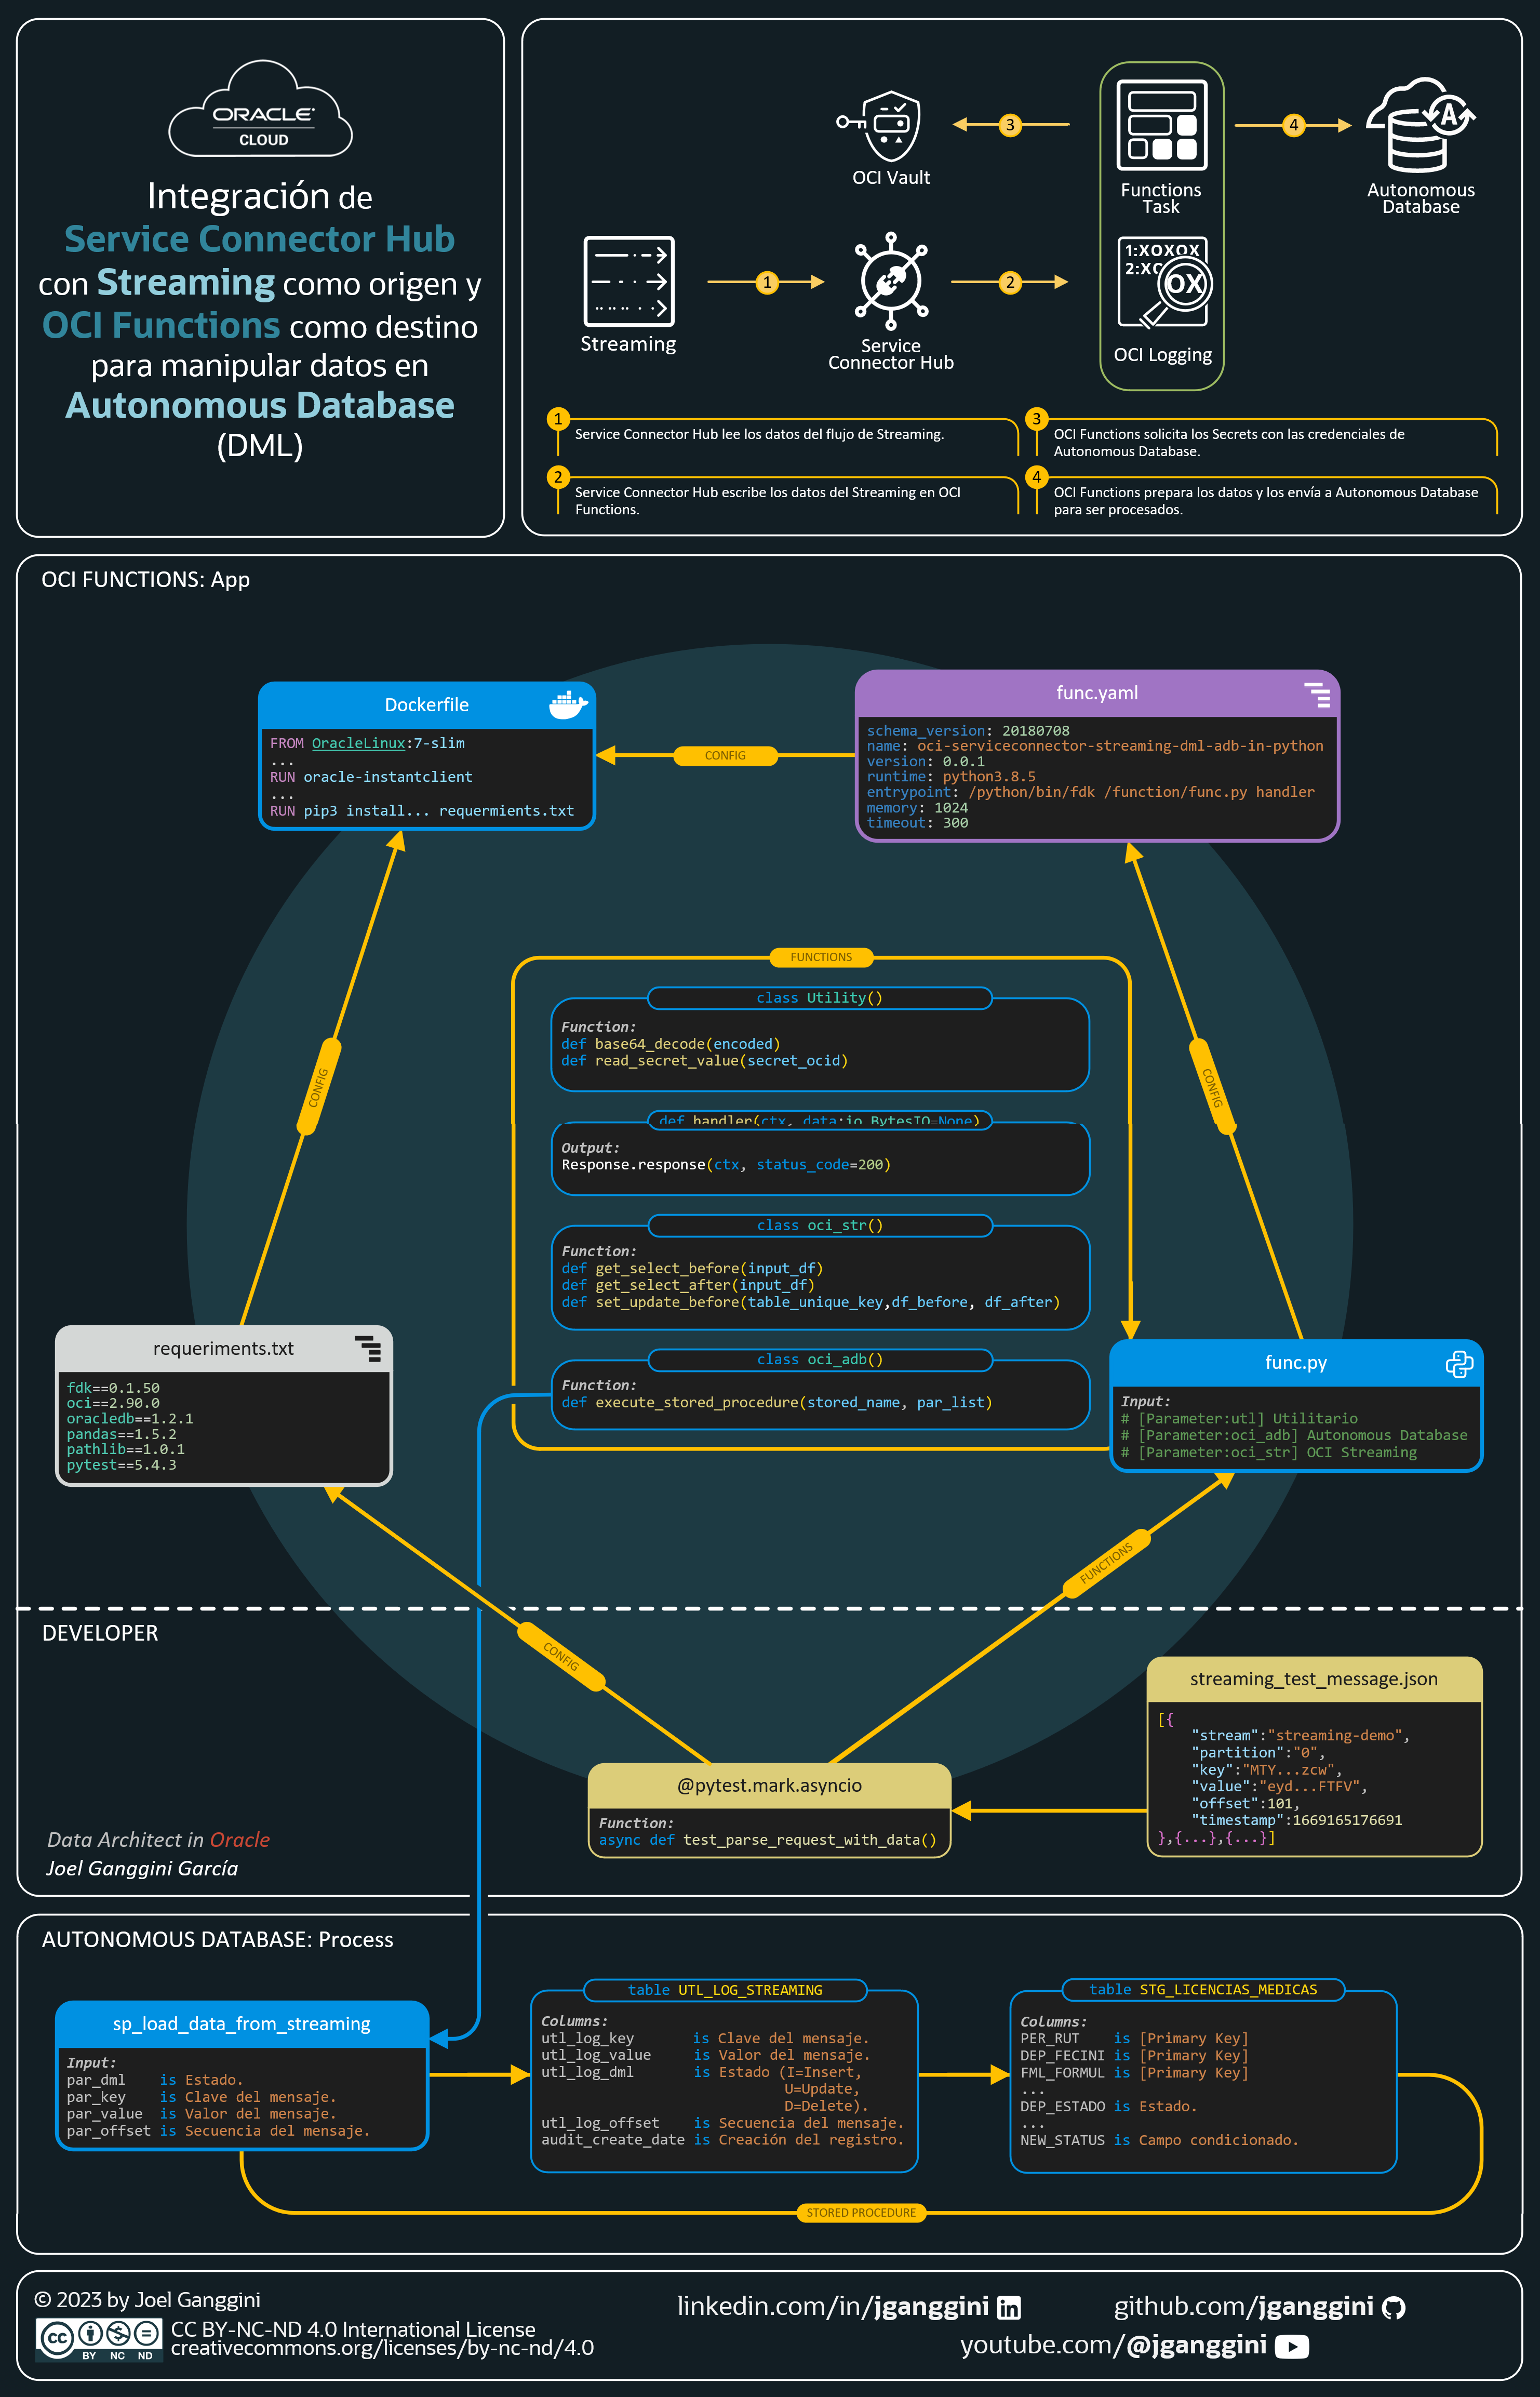 ORACLE
CLOUD
Integración de
Service Connector Hub
con Streaming como origen y
OCI Functions como destino
para manipular datos en
Autonomous Database
(DML)
OCI Vault
3
Functions
Task
4
A
Autonomous
Database
Streaming
1
Service
Connector Hub
2
1:XOXOX
2:XC
OX
OCI Logging
1
Service Connector Hub lee los datos del flujo de Streaming.
2
Service Connector Hub escribe los datos del Streaming en OCI
Functions.
3
OCI Functions solicita los Secrets con las credenciales de
Autonomous Database.
4
OCI Functions prepara los datos y los envía a Autonomous Database
para ser procesados.
OCI FUNCTIONS: App
Dockerfile
FROM OracleLinux:7-slim
...
RUN oracle-instantclient
...
RUN pip3 install... requermients.txt
CONFIG
func.yaml
schema_version: 20180708
name: oci-serviceconnector-streaming-dml-adb-in-python
version: 0.0.1
runtime: python3.8.5
entrypoint: /python/bin/fdk /function/func.py handler
memory: 1024
timeout: 300
CONFIG
CONFIG
FUNCTIONS
class Utility()
Function:
def base64_decode(encoded)
def read_secret_value(secret_ocid)
def handler(ctx, data:io.BytesIO=None)
Output:
Response.response(ctx, status_code=200)
class oci_str()
Function:
def get_select_before(input_df)
def get_select_after(input_df)
def set_update_before(table_unique_key,df_before, df_after)
class oci_adb()
Function:
def execute_stored_procedure(stored_name, par_list)
requeriments.txt
fdk==0.1.50
oci==2.90.0
oracledb==1.2.1
pandas==1.5.2
pathlib==1.0.1
pytest==5.4.3
func.py
Input:
# [Parameter:utl] Utilitario
# [Parameter:oci_adb] Autonomous Database
# [Parameter:oci_str] OCI Streaming
FUNCTIONS
CONFIG
DEVELOPER
streaming_test_message.json
[{
"stream":"streaming-demo",
"partition":"0",
"key":"MTY...zcw",
"value":"eyd...FTFV",
"offset":101,
"timestamp":1669165176691
},{...},{...}]
@pytest.mark.asyncio
Function:
async def test_parse_request_with_data()
Data Architect in Oracle
Joel Ganggini García
AUTONOMOUS DATABASE: Process
sp_load_data_from_streaming
Input:
par_dml is Estado.
par_key is Clave del mensaje.
par_value is Valor del mensaje.
par_offset is Secuencia del mensaje.
table UTL_LOG_STREAMING
Columns:
utl_log_key is Clave del mensaje.
utl_log_value is Valor del mensaje.
utl_log_dml is Estado (I=Insert,
U=Update,
D=Delete).
utl_log_offset is Secuencia del mensaje.
audit_create_date is Creación del registro.
table STG_LICENCIAS_MEDICAS
Columns:
PER_RUT is [Primary Key]
DEP_FECINI is [Primary Key]
FML_FORMUL is [Primary Key]
...
DEP_ESTADO is Estado.
...
NEW_STATUS is Campo condicionado.
STORED PROCEDURE
© 2023 by Joel Ganggini
cc BY NC ND
CC BY-NC-ND 4.0 International License
creativecommons.org/licenses/by-nc-nd/4.0
linkedin.com/in/jganggini in
github.com/jganggini
youtube.com/@jganggini